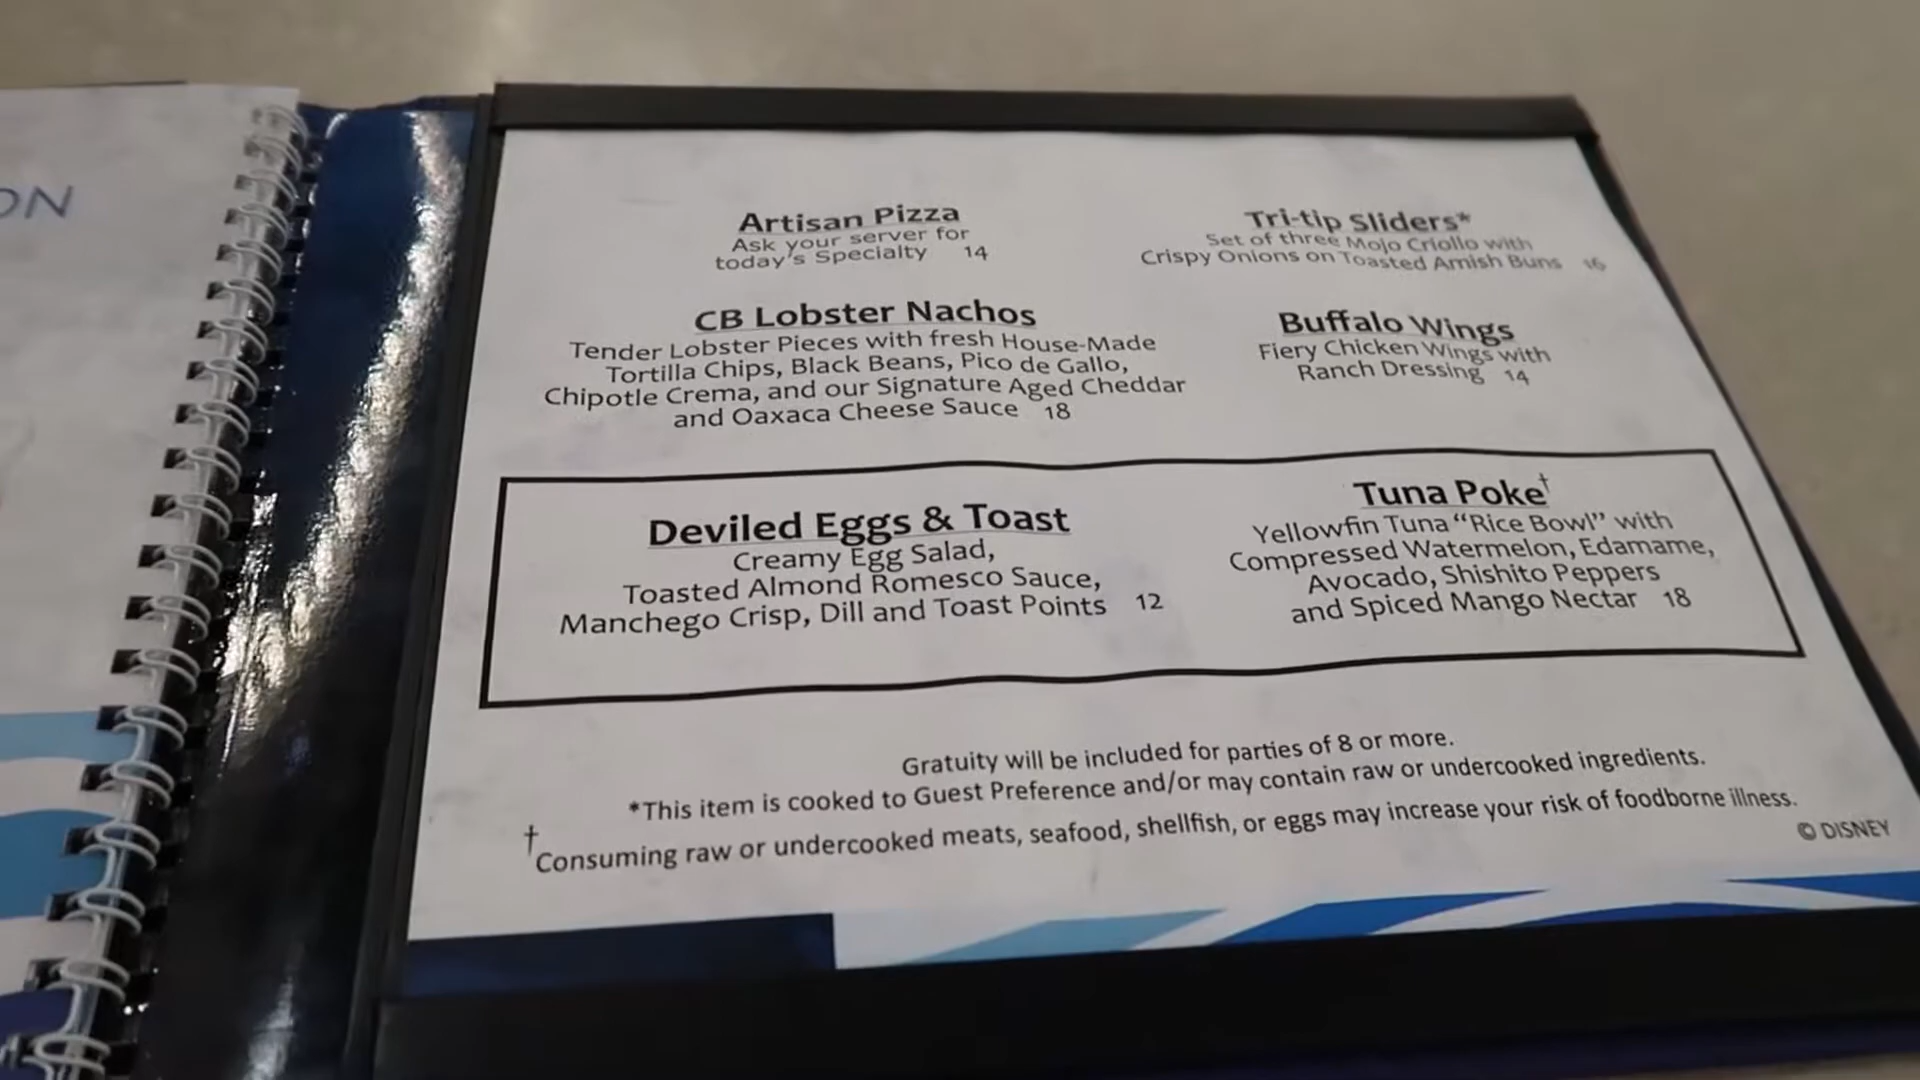 ON
Artisan Pizza
Ask your server for
today's Specialty 14
Tri-tip Sliders*
Set of three Mojo Criollo with
Crispy Onions on Toasted Amish Buns 16
CB Lobster Nachos
Tender Lobster Pieces with fresh House-Made
Tortilla Chips, Black Beans, Pico de Gallo,
Chipotle Crema, and our Signature Aged Cheddar
and Oaxaca Cheese Sauce 18
Buffalo Wings
Fiery Chicken Wings with
Ranch Dressing 14
Deviled Eggs & Toast
Creamy Egg Salad,
Toasted Almond Romesco Sauce,
Manchego Crisp, Dill and Toast Points 12
Tuna Poke†
Yellowfin Tuna “Rice Bowl” with
Compressed Watermelon, Edamame,
Avocado, Shishito Peppers
and Spiced Mango Nectar 18
Gratuity will be included for parties of 8 or more.
*This item is cooked to Guest Preference and/or may contain raw or undercooked ingredients.
†Consuming raw or undercooked meats, seafood, shellfish, or eggs may increase your risk of foodborne illness.
© DISNEY